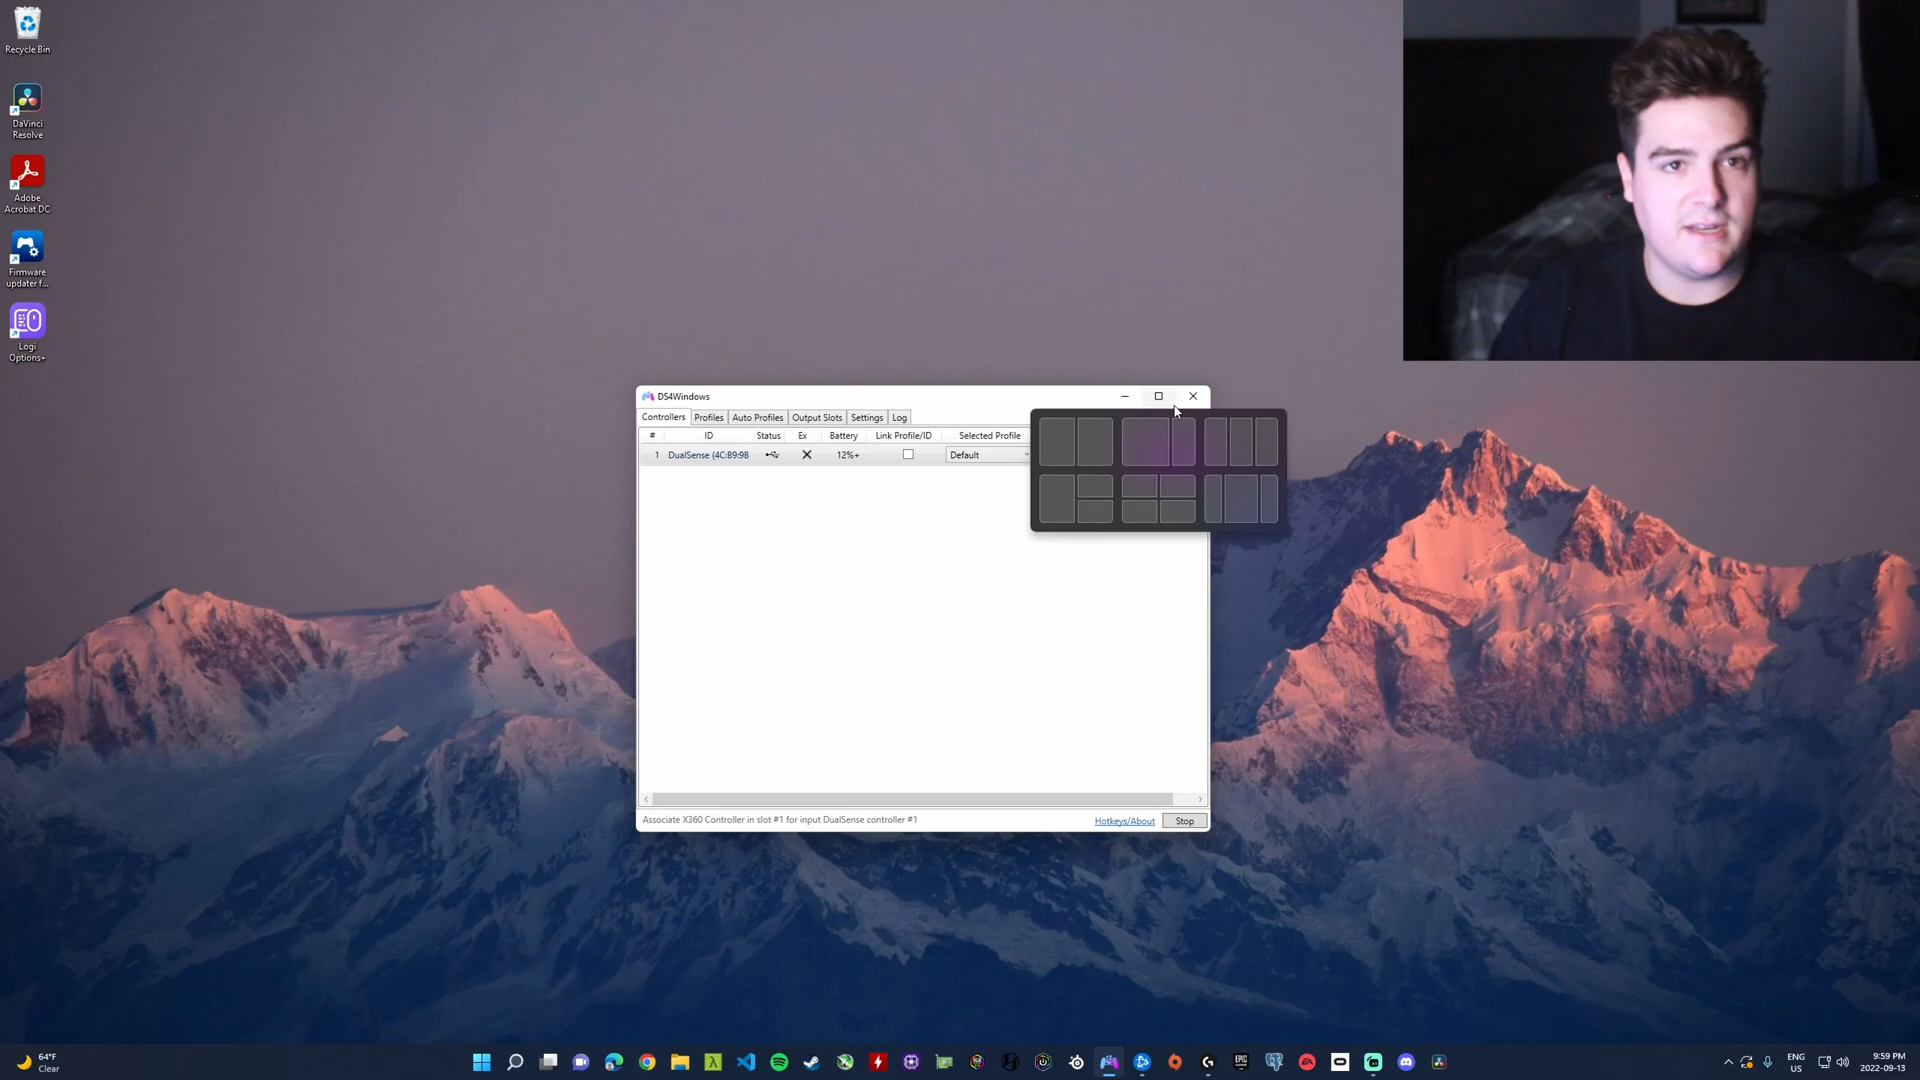 Recycle Bin
DaVinci
Resolve
Adobe
Acrobat DC
Firmware
updater f...
Logi
Options+
DS4Windows
Controllers
Profiles
Auto Profiles
Output Slots
Settings
Log
# ID Status Ex Battery Link Profile/ID Selected Profile
1 DualSense (4C:B9:9B 12%+ Default
Associate X360 Controller in slot #1 for input DualSense controller #1
Hotkeys/About
Stop
64°F
Clear
EPIC
EA
ENG
US
9:59 PM
2022-09-13